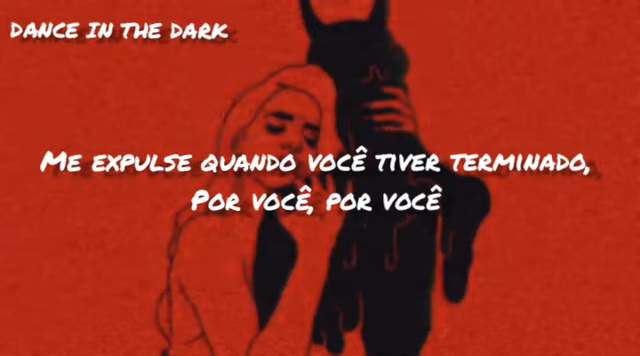 DANCE IN THE DARK
ME EXPULSE QUANDO VOCÊ TIVER TERMINADO,
POR VOCÊ, POR VOCÊ